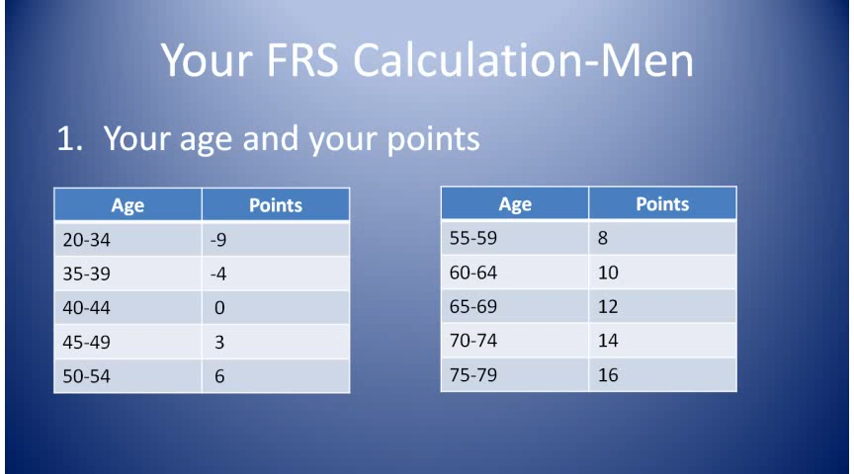 Your FRS Calculation-Men
1. Your age and your points
Age Points
20-34 -9
35-39 -4
40-44 0
45-49 3
50-54 6
Age Points
55-59 8
60-64 10
65-69 12
70-74 14
75-79 16